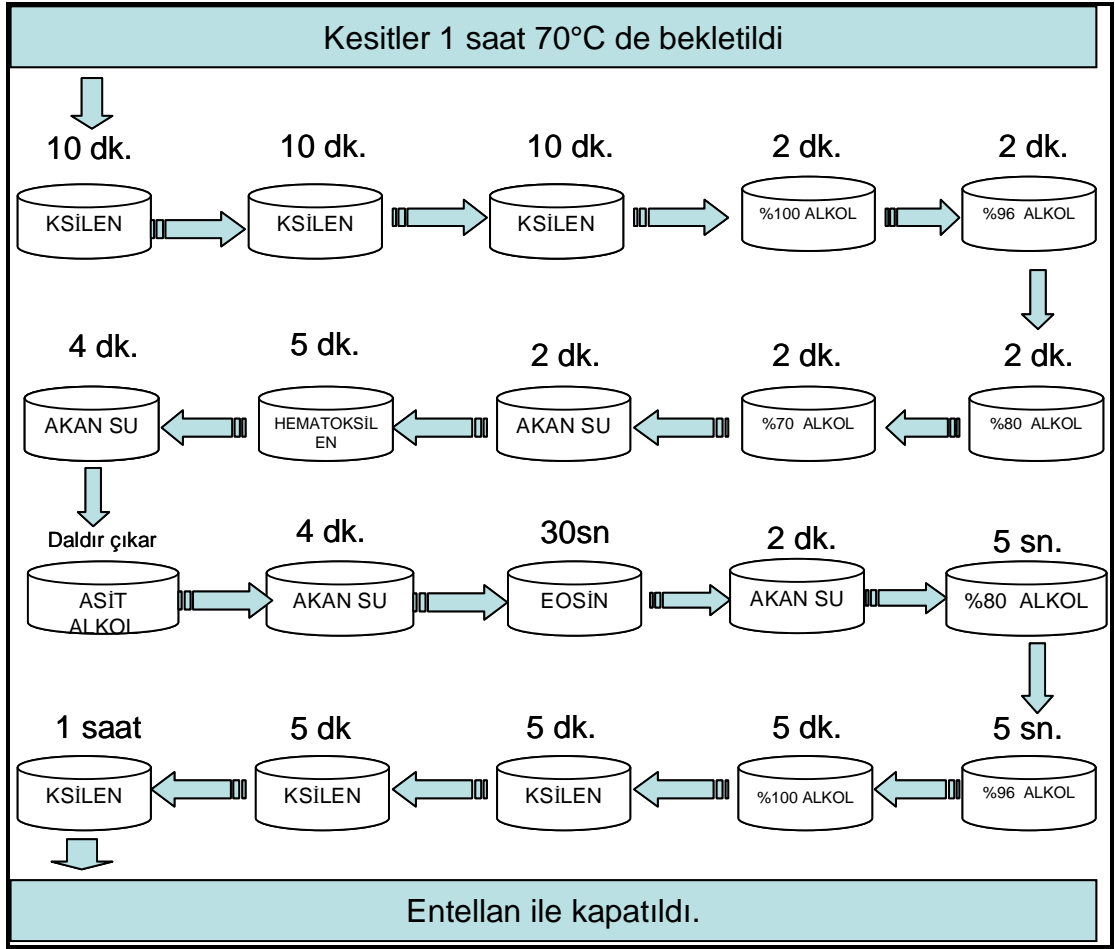 Kesitler 1 saat 70°C de bekletildi
10 dk.
KSİLEN
10 dk.
KSİLEN
10 dk.
KSİLEN
2 dk.
%100 ALKOL
2 dk.
%96 ALKOL
2 dk.
%80 ALKOL
2 dk.
%70 ALKOL
2 dk.
AKAN SU
5 dk.
HEMATOKSİL
EN
4 dk.
AKAN SU
Daldır çıkar
ASİT
ALKOL
4 dk.
AKAN SU
30sn
EOSİN
2 dk.
AKAN SU
5 sn.
%80 ALKOL
5 sn.
%96 ALKOL
5 dk.
%100 ALKOL
5 dk.
KSİLEN
5 dk
KSİLEN
1 saat
KSİLEN
Entellan ile kapatıldı.